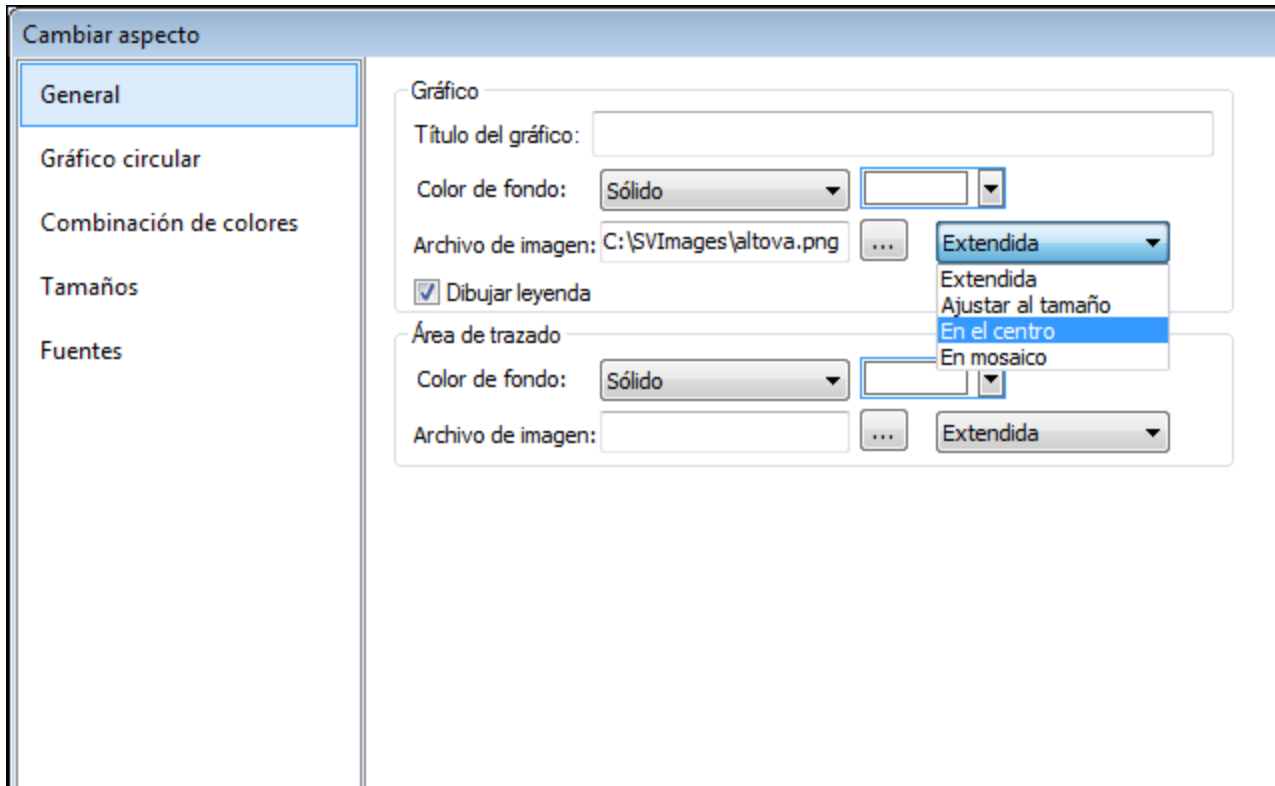 Cambiar aspecto
General
Gráfico circular
Combinación de colores
Tamaños
Fuentes
Gráfico
Título del gráfico:
Color de fondo: Sólido
Archivo de imagen: C:\SVImages\altova.png ... Extendida
Extendida
Ajustar al tamaño
En el centro
En mosaico
Dibujar leyenda
Área de trazado
Color de fondo: Sólido
Archivo de imagen: ... Extendida